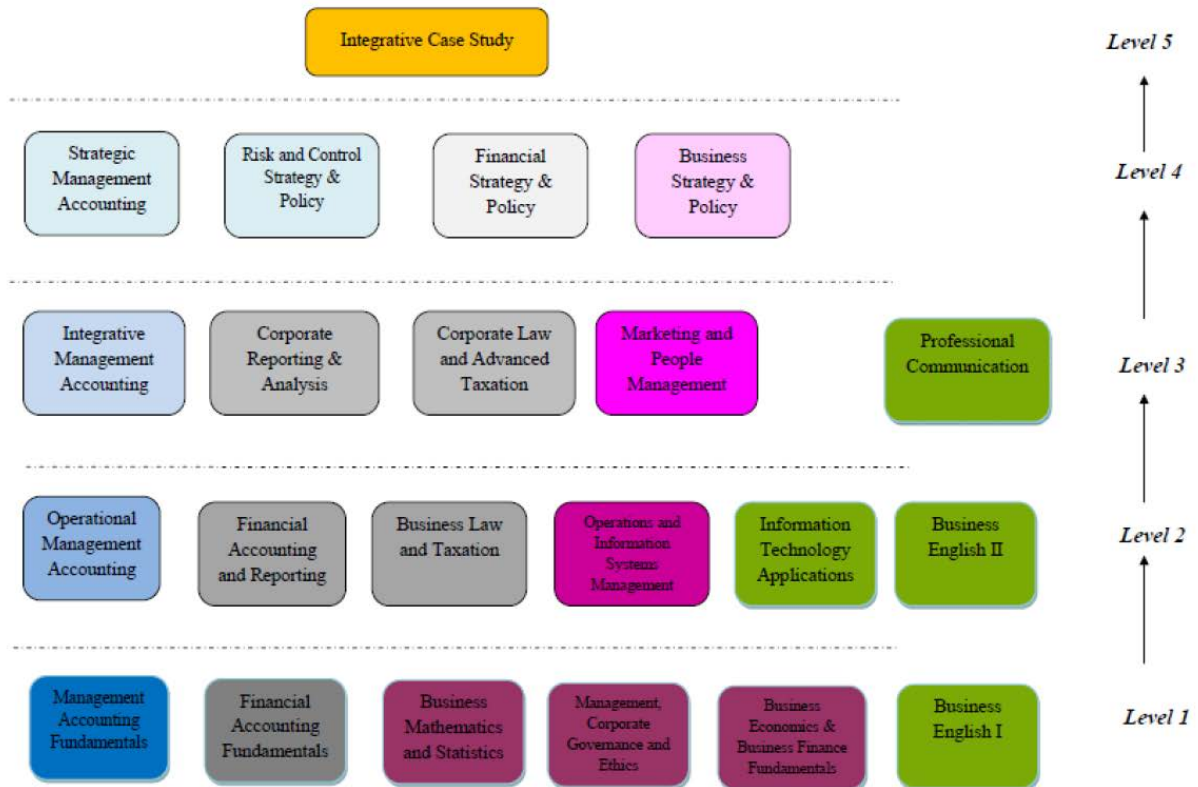 Integrative Case Study
Level 5
Strategic
Management
Accounting
Risk and Control
Strategy &
Policy
Financial
Strategy &
Policy
Business
Strategy &
Policy
Level 4
Integrative
Management
Accounting
Corporate
Reporting &
Analysis
Corporate Law
and Advanced
Taxation
Marketing and
People
Management
Professional
Communication
Level 3
Operational
Management
Accounting
Financial
Accounting
and Reporting
Business Law
and Taxation
Operations and
Information
Systems
Management
Information
Technology
Applications
Business
English II
Level 2
Management
Accounting
Fundamentals
Financial
Accounting
Fundamentals
Business
Mathematics
and Statistics
Management,
Corporate
Governance and
Ethics
Business
Economics &
Business Finance
Fundamentals
Business
English I
Level 1